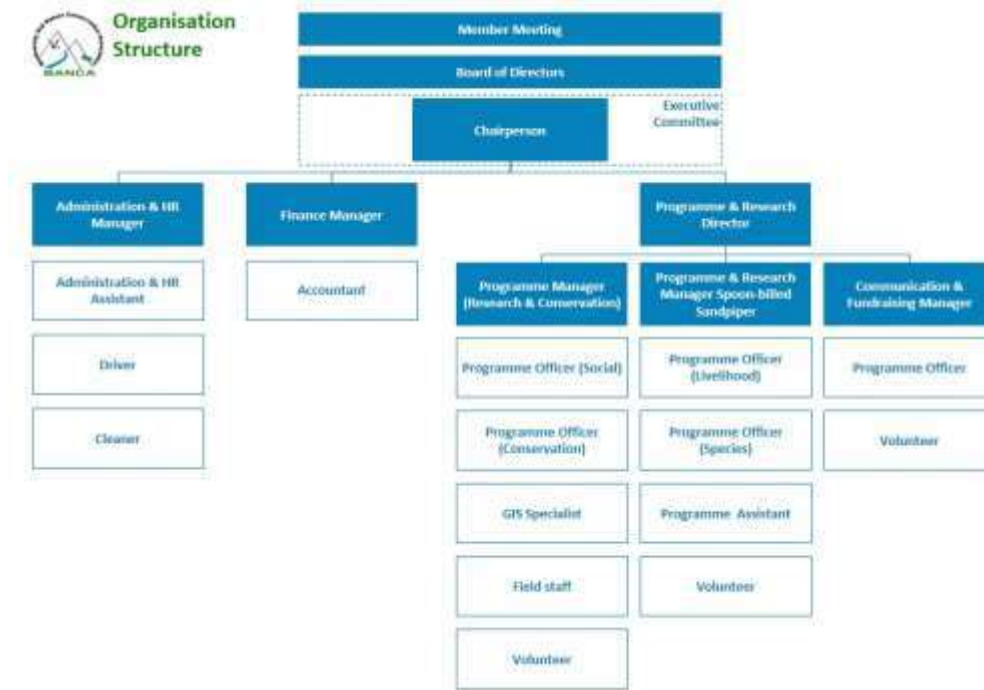 Organisation
Structure
BANCA
Member Meeting
Board of Directors
Executive
Committee
Chairperson
Administration & HR
Manager
Finance Manager
Programme & Research
Director
Administration & HR
Assistant
Accountant
Programme Manager
(Research & Conservation)
Programme & Research
Manager Spoon-billed
Sandpiper
Communication &
Fundraising Manager
Driver
Programme Officer (Social)
Programme Officer
(Livelihood)
Programme Officer
Cleaner
Programme Officer
(Conservation)
Programme Officer
(Species)
Volunteer
GIS Specialist
Programme Assistant
Field staff
Volunteer
Volunteer